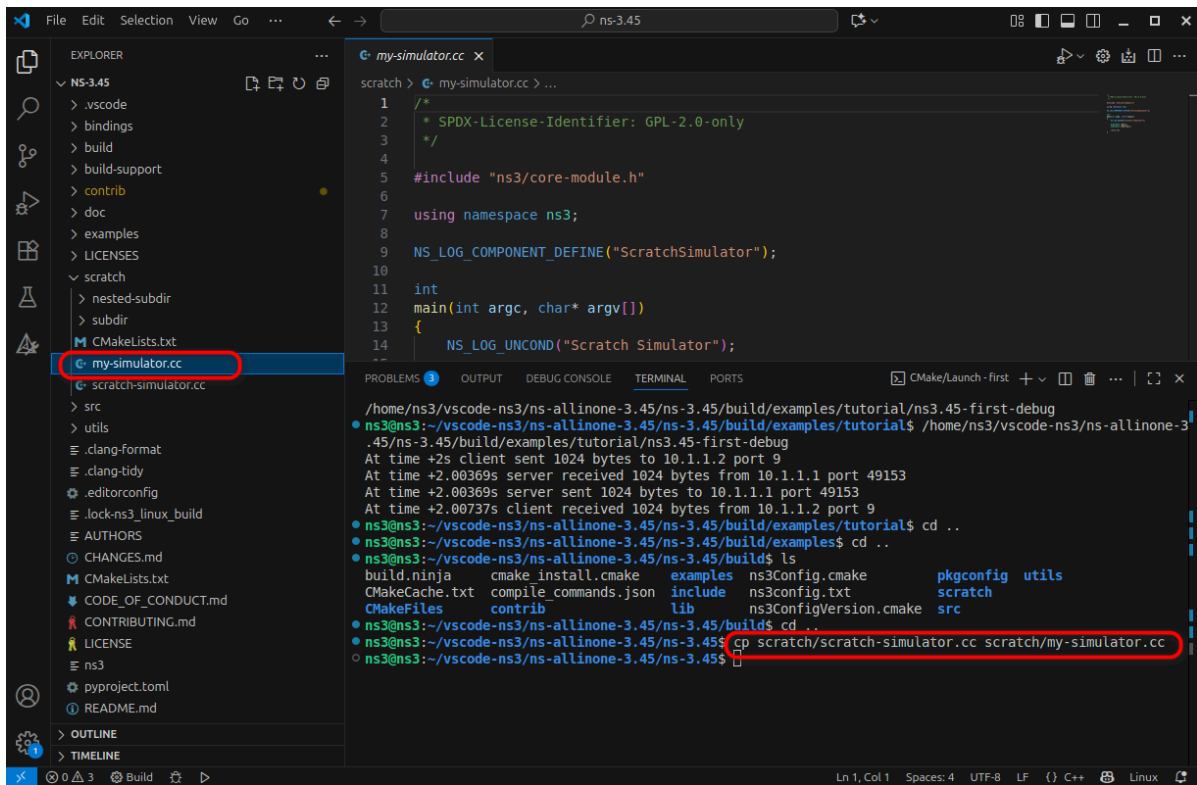 File Edit Selection View Go ··· ns-3.45
EXPLORER ···
NS-3.45
.vscode
bindings
build
build-support
contrib
doc
examples
LICENSES
scratch
nested-subdir
subdir
CMakeLists.txt
my-simulator.cc
scratch-simulator.cc
src
utils
.clang-format
.clang-tidy
.editorconfig
.lock-ns3_linux_build
AUTHORS
CHANGES.md
CMakeLists.txt
CODE_OF_CONDUCT.md
CONTRIBUTING.md
LICENSE
ns3
pyproject.toml
README.md
OUTLINE
TIMELINE
1
my-simulator.cc
scratch > my-simulator.cc > ...
1 /*
2 * SPDX-License-Identifier: GPL-2.0-only
3 */
4
5 #include "ns3/core-module.h"
6
7 using namespace ns3;
8
9 NS_LOG_COMPONENT_DEFINE("ScratchSimulator");
10
11 int
12 main(int argc, char* argv[])
13 {
14 NS_LOG_UNCOND("Scratch Simulator");
PROBLEMS 3 OUTPUT DEBUG CONSOLE TERMINAL PORTS CMake/Launch - first
/home/ns3/vscode-ns3/ns-allinone-3.45/ns-3.45/build/examples/tutorial/ns3.45-first-debug
ns3@ns3:~/vscode-ns3/ns-allinone-3.45/ns-3.45/build/examples/tutorial$ /home/ns3/vscode-ns3/ns-allinone-3
.45/ns-3.45/build/examples/tutorial/ns3.45-first-debug
At time +2s client sent 1024 bytes to 10.1.1.2 port 9
At time +2.00369s server received 1024 bytes from 10.1.1.1 port 49153
At time +2.00369s server sent 1024 bytes to 10.1.1.1 port 49153
At time +2.00737s client received 1024 bytes from 10.1.1.2 port 9
ns3@ns3:~/vscode-ns3/ns-allinone-3.45/ns-3.45/build/examples/tutorial$ cd ..
ns3@ns3:~/vscode-ns3/ns-allinone-3.45/ns-3.45/build/examples$ cd ..
ns3@ns3:~/vscode-ns3/ns-allinone-3.45/ns-3.45/build$ ls
build.ninja cmake_install.cmake examples ns3Config.cmake pkgconfig utils
CMakeCache.txt compile_commands.json include ns3config.txt scratch
CMakeFiles contrib lib ns3ConfigVersion.cmake src
ns3@ns3:~/vscode-ns3/ns-allinone-3.45/ns-3.45/build$ cd ..
ns3@ns3:~/vscode-ns3/ns-allinone-3.45/ns-3.45$ cp scratch/scratch-simulator.cc scratch/my-simulator.cc
ns3@ns3:~/vscode-ns3/ns-allinone-3.45/ns-3.45$
0 3 Build Ln 1, Col 1 Spaces: 4 UTF-8 LF {} C++ Linux